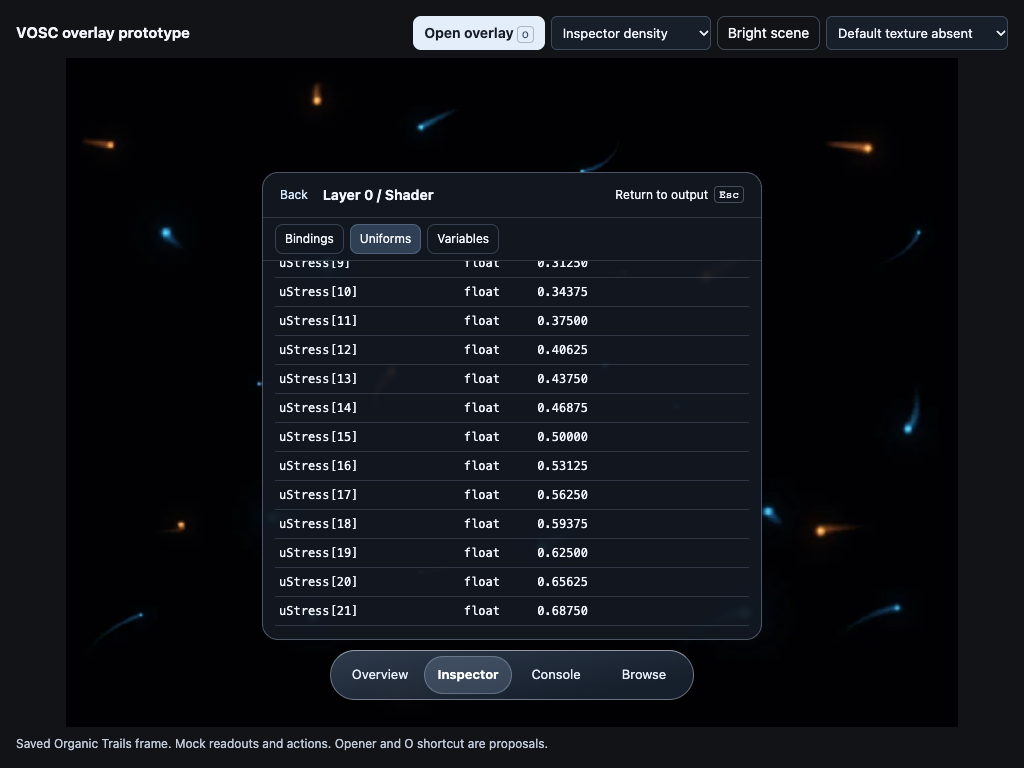 VOSC overlay prototype
Open overlay o
Inspector density
Bright scene
Default texture absent
Back Layer 0 / Shader Return to output Esc
Bindings Uniforms Variables
uStress[9] float 0.31250
uStress[10] float 0.34375
uStress[11] float 0.37500
uStress[12] float 0.40625
uStress[13] float 0.43750
uStress[14] float 0.46875
uStress[15] float 0.50000
uStress[16] float 0.53125
uStress[17] float 0.56250
uStress[18] float 0.59375
uStress[19] float 0.62500
uStress[20] float 0.65625
uStress[21] float 0.68750
Overview Inspector Console Browse
Saved Organic Trails frame. Mock readouts and actions. Opener and O shortcut are proposals.